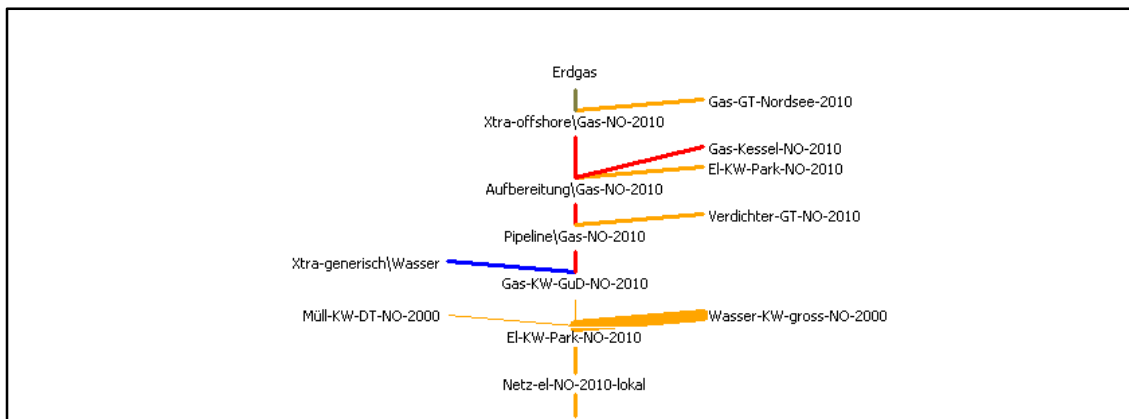 Erdgas
Gas-GT-Nordsee-2010
Xtra-offshore\Gas-NO-2010
Gas-Kessel-NO-2010
El-KW-Park-NO-2010
Aufbereitung\Gas-NO-2010
Verdichter-GT-NO-2010
Pipeline\Gas-NO-2010
Xtra-generisch\Wasser
Gas-KW-GuD-NO-2010
Müll-KW-DT-NO-2000
Wasser-KW-gross-NO-2000
El-KW-Park-NO-2010
Netz-el-NO-2010-lokal